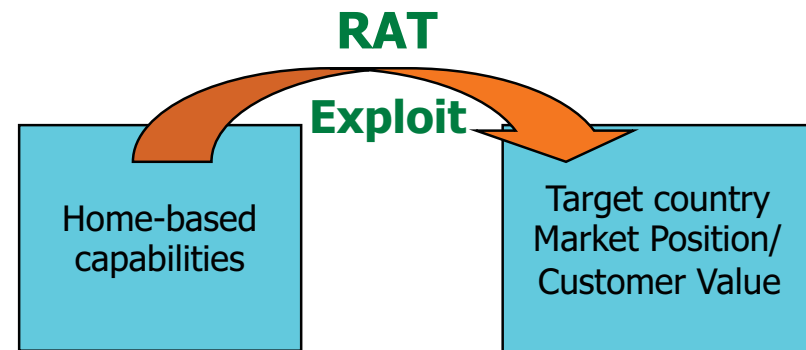 RAT
Exploit
Home-based
capabilities
Target country
Market Position/
Customer Value